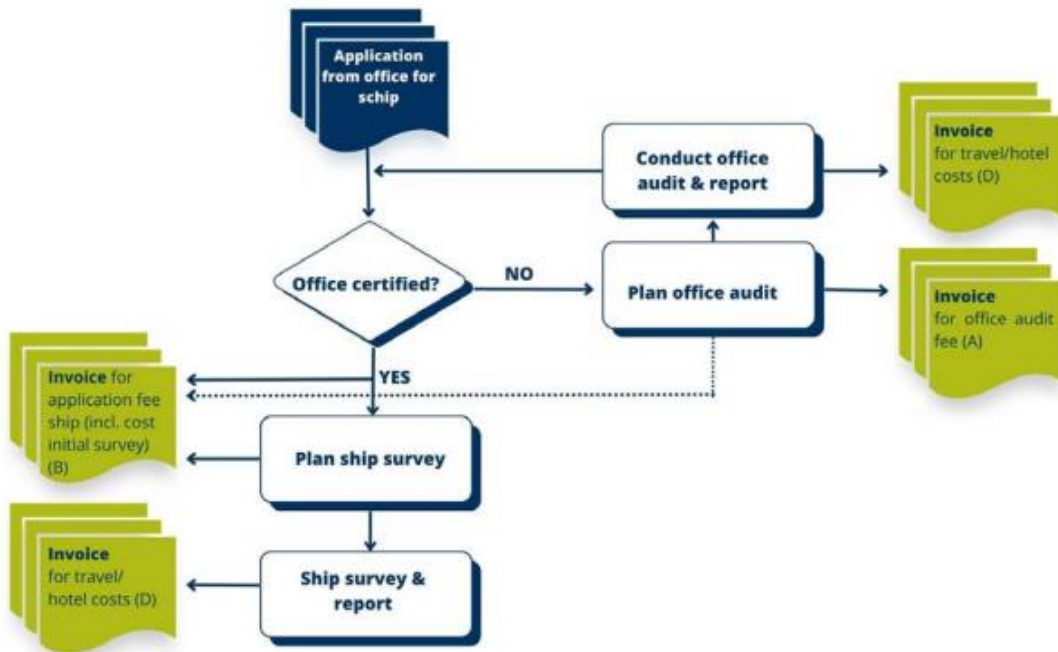 Application
from office for
schip
Conduct office
audit & report
Invoice
for travel/hotel
costs (D)
Office certified?
NO
Plan office audit
Invoice
for office audit
fee (A)
YES
Invoice for
application fee
ship (incl. cost
initial survey)
(B)
Plan ship survey
Invoice
for travel/
hotel costs (D)
Ship survey &
report